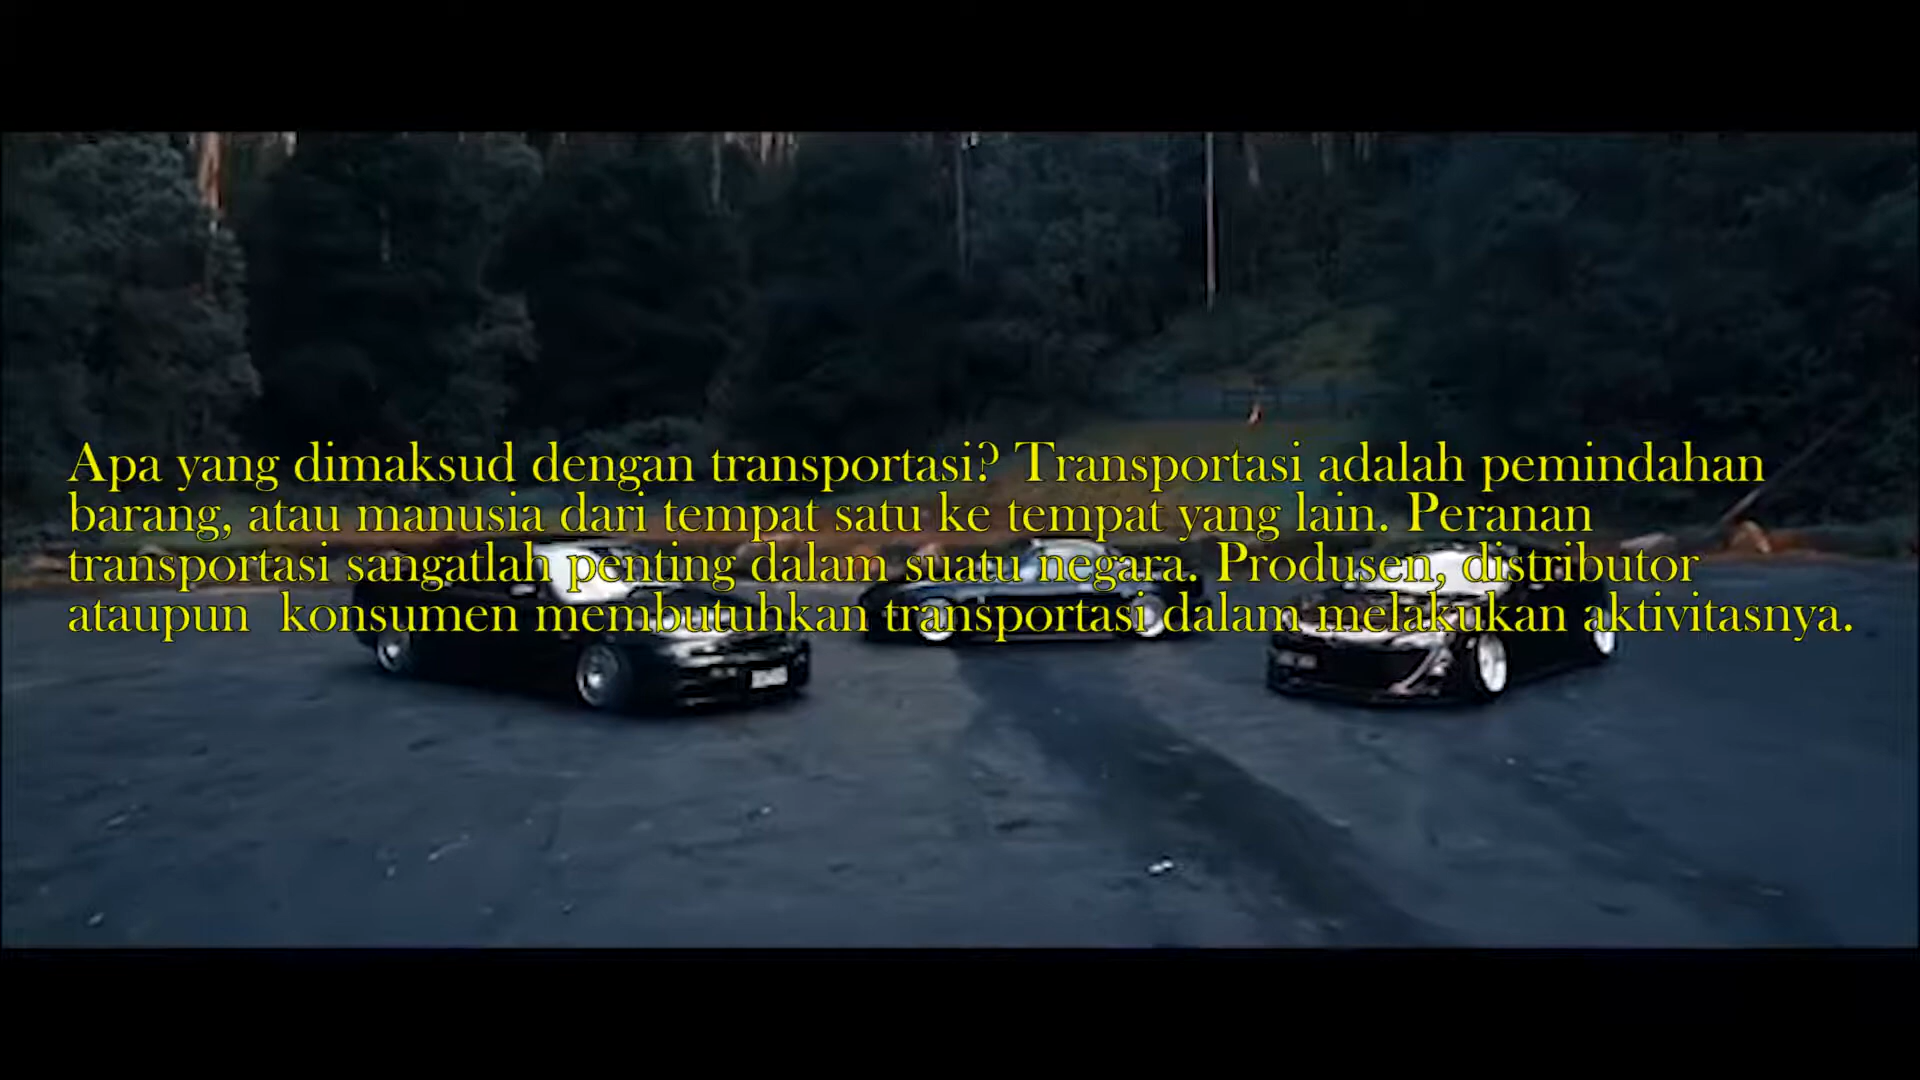 Apa yang dimaksud dengan transportasi? Transportasi adalah pemindahan
barang, atau manusia dari tempat satu ke tempat yang lain. Peranan
transportasi sangatlah penting dalam suatu negara. Produsen, distributor
ataupun  konsumen membutuhkan transportasi dalam melakukan aktivitasnya.